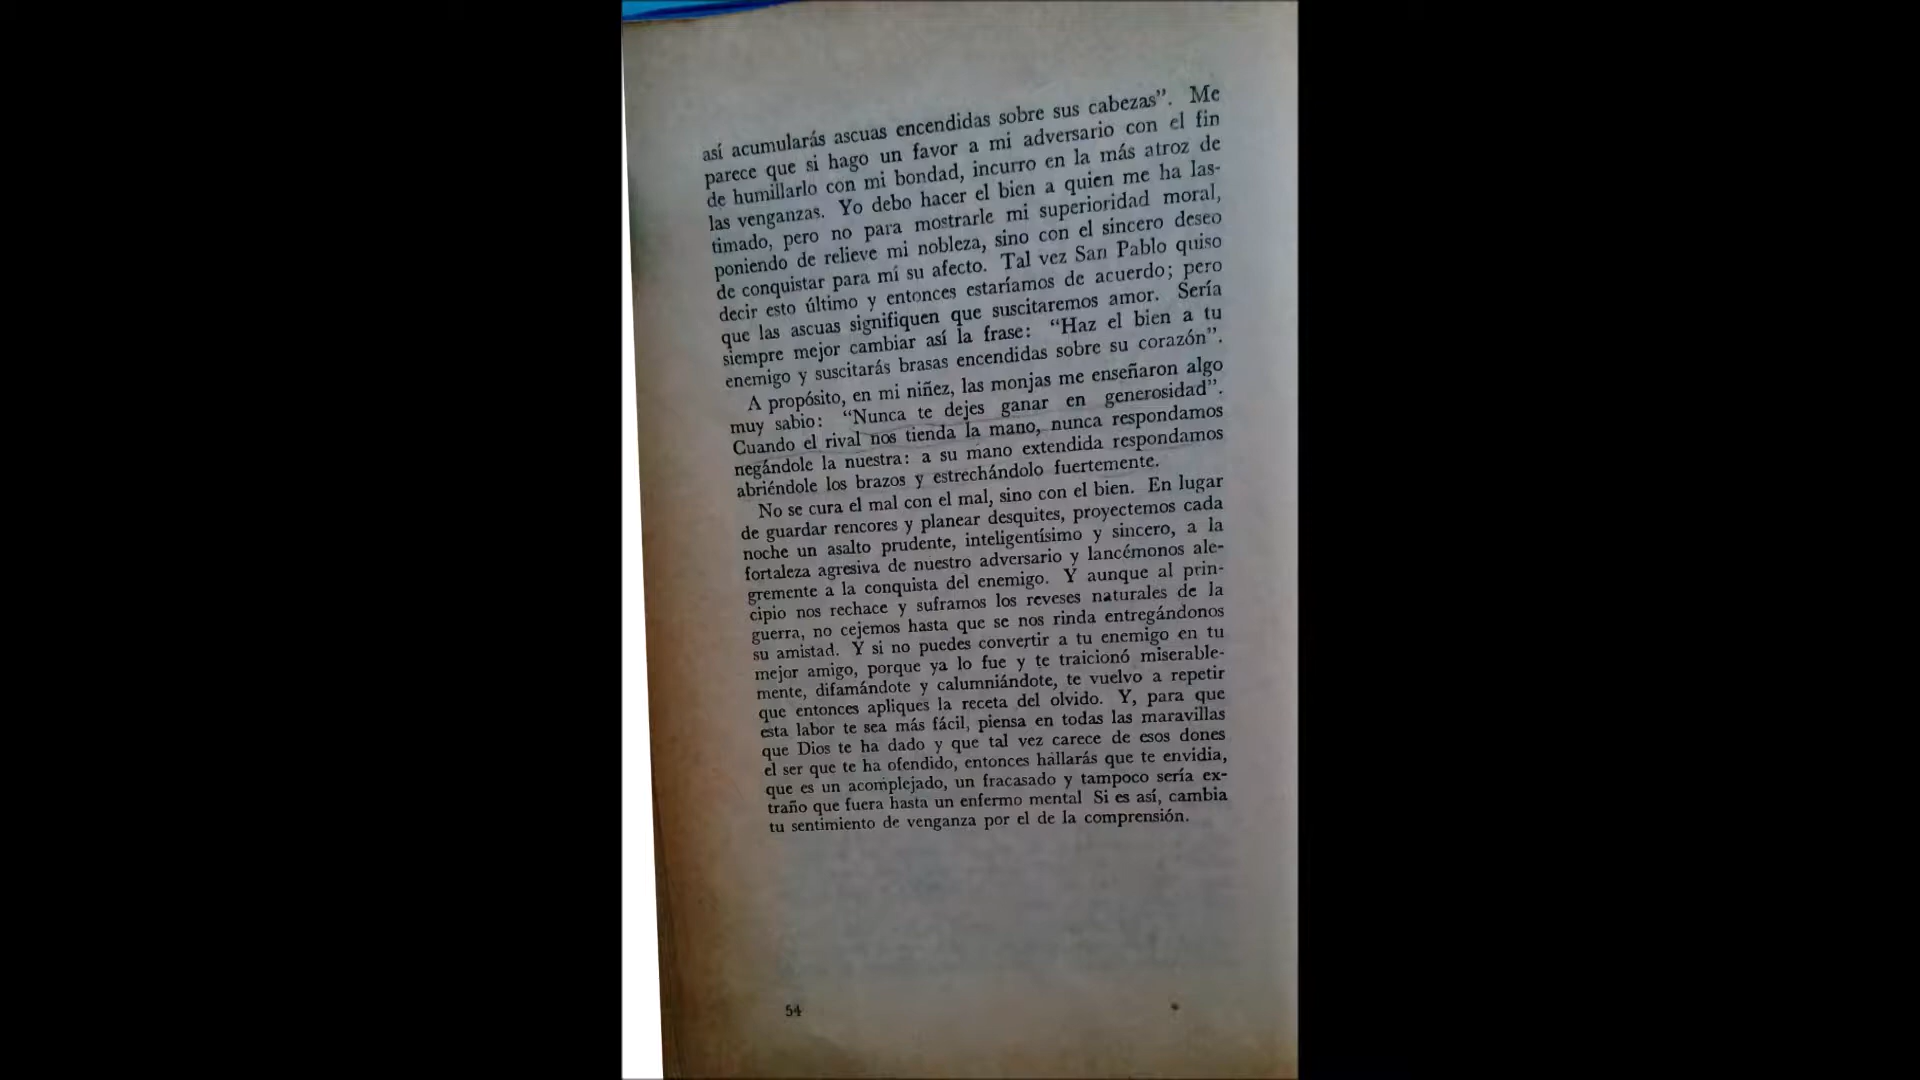 así acumularás ascuas encendidas sobre sus cabezas”. Me
parece que si hago un favor a mi adversario con el fin
de humillarlo con mi bondad, incurro en la más atroz de
las venganzas. Yo debo hacer el bien a quien me ha las-
timado, pero no para mostrarle mi superioridad moral,
poniendo de relieve mi nobleza, sino con el sincero deseo
de conquistar para mí su afecto. Tal vez San Pablo quiso
decir esto último y entonces estaríamos de acuerdo; pero
que las ascuas signifiquen que suscitaremos amor. Sería
siempre mejor cambiar así la frase: “Haz el bien a tu
enemigo y suscitarás brasas encendidas sobre su corazón”.
A propósito, en mi niñez, las monjas me enseñaron algo
muy sabio: “Nunca te dejes ganar en generosidad”.
Cuando el rival nos tienda la mano, nunca respondamos
negándole la nuestra: a su mano extendida respondamos
abriéndole los brazos y estrechándolo fuertemente.
No se cura el mal con el mal, sino con el bien. En lugar
de guardar rencores y planear desquites, proyectemos cada
noche un asalto prudente, inteligentísimo y sincero, a la
fortaleza agresiva de nuestro adversario y lancémonos ale-
gremente a la conquista del enemigo. Y aunque al prin-
cipio nos rechace y suframos los reveses naturales de la
guerra, no cejemos hasta que se nos rinda entregándonos
su amistad. Y si no puedes convertir a tu enemigo en tu
mejor amigo, porque ya lo fue y te traicionó miserable-
mente, difamándote y calumniándote, te vuelvo a repetir
que entonces apliques la receta del olvido. Y, para que
esta labor te sea más fácil, piensa en todas las maravillas
que Dios te ha dado y que tal vez carece de esos dones
el ser que te ha ofendido, entonces hallarás que te envidia,
que es un acomplejado, un fracasado y tampoco sería ex-
traño que fuera hasta un enfermo mental Si es así, cambia
tu sentimiento de venganza por el de la comprensión.
54